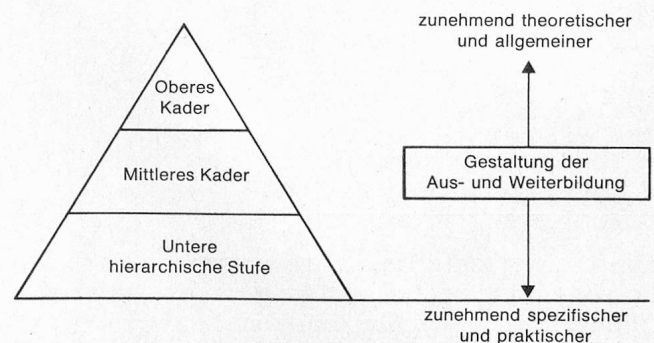 zunehmend theoretischer
und allgemeiner
Oberes
Kader
Mittleres Kader
Gestaltung der
Aus- und Weiterbildung
Untere
hierarchische Stufe
zunehmend spezifischer
und praktischer